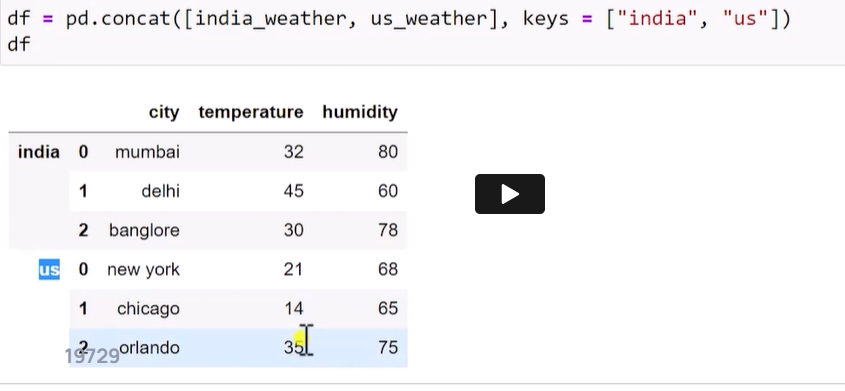 df = pd.concat([india_weather, us_weather], keys = ["india", "us"])
df
city temperature humidity
india 0 mumbai 32 80
1 delhi 45 60
2 banglore 30 78
us 0 new york 21 68
1 chicago 14 65
2 orlando 35 75
19729